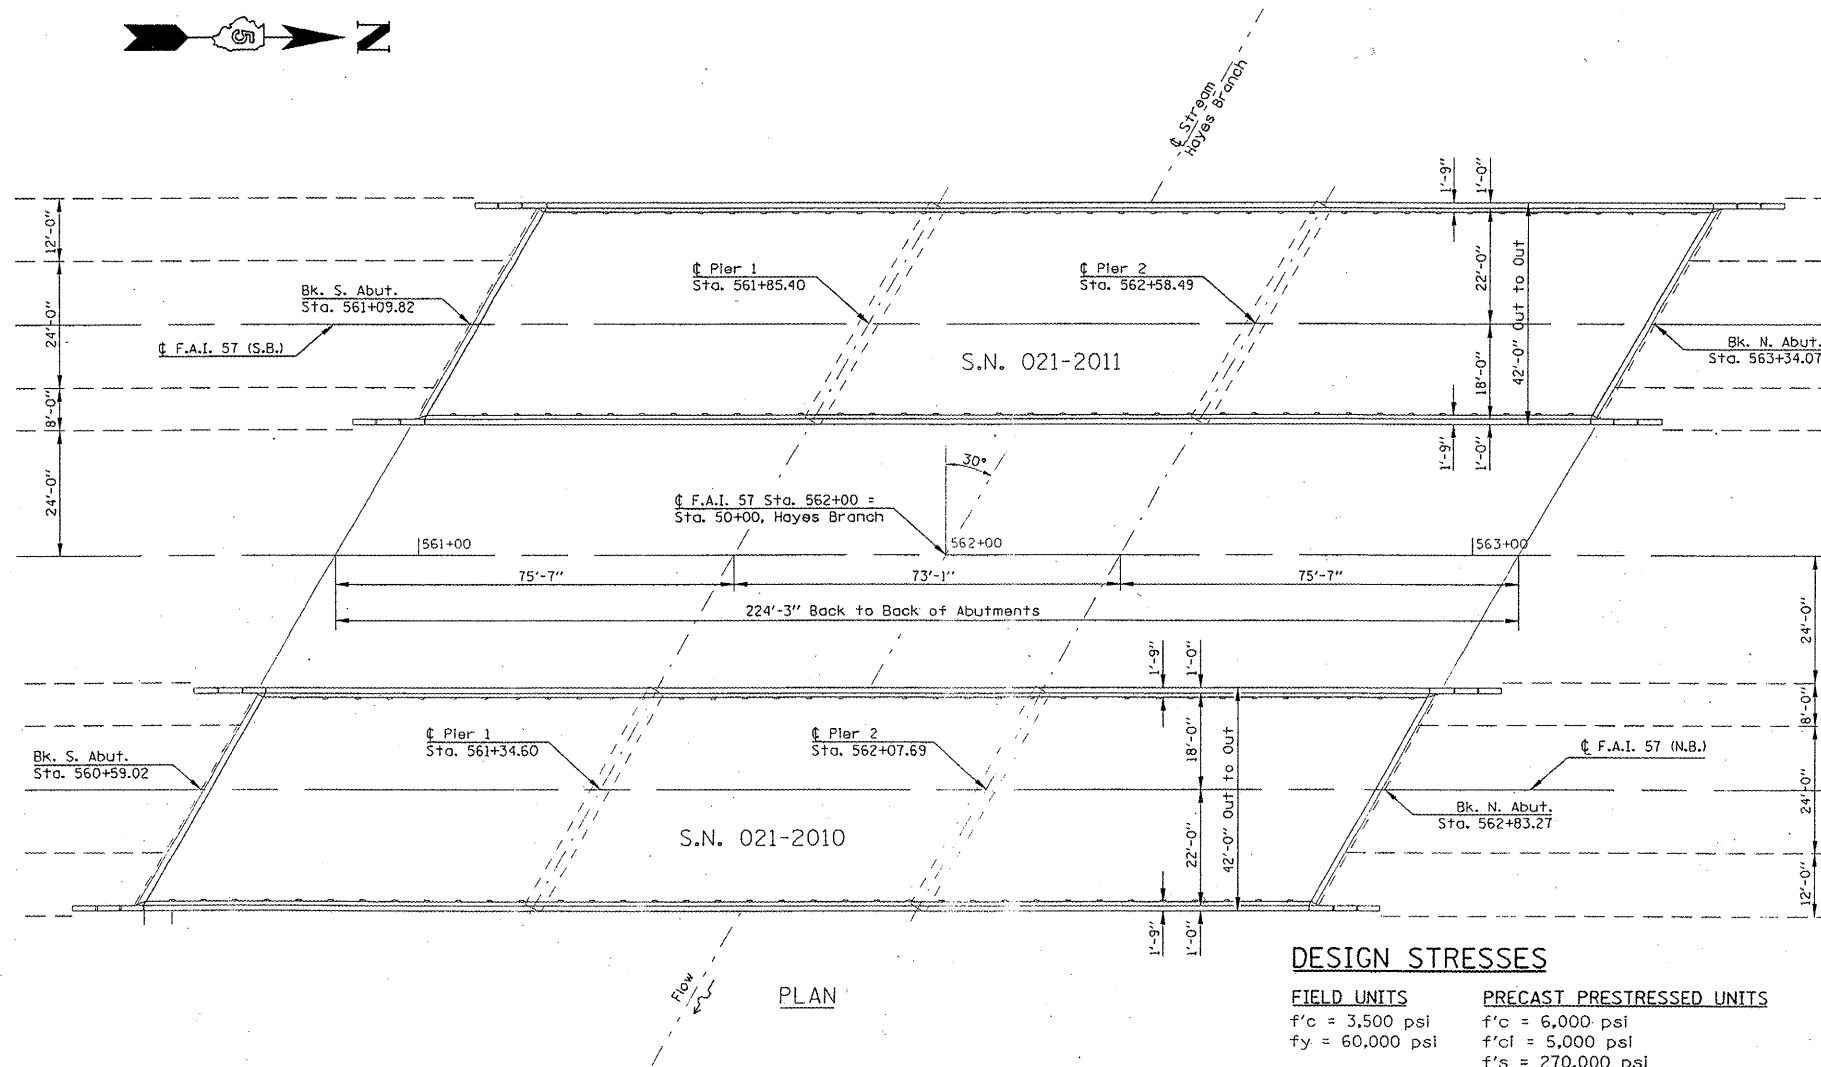 5
N
℄ Stream
Hayes Branch
12'-0"
24'-0"
8'-0"
24'-0"
Bk. S. Abut.
Sta. 561+09.82
℄ F.A.I. 57 (S.B.)
℄ Pier 1
Sta. 561+85.40
℄ Pier 2
Sta. 562+58.49
S.N. 021-2011
1'-9"
1'-0"
22'-0"
18'-0"
42'-0" Out to Out
1'-9"
1'-0"
Bk. N. Abut.
Sta. 563+34.07
30°
℄ F.A.I. 57 Sta. 562+00 =
Sta. 50+00, Hayes Branch
561+00
562+00
563+00
75'-7"
73'-1"
75'-7"
224'-3" Back to Back of Abutments
Bk. S. Abut.
Sta. 560+59.02
℄ Pier 1
Sta. 561+34.60
℄ Pier 2
Sta. 562+07.69
S.N. 021-2010
1'-9"
1'-0"
18'-0"
22'-0"
42'-0" Out to Out
1'-9"
1'-0"
℄ F.A.I. 57 (N.B.)
Bk. N. Abut.
Sta. 562+83.27
24'-0"
8'-0"
24'-0"
12'-0"
Flow
PLAN
DESIGN STRESSES
FIELD UNITS
f'c = 3,500 psi
fy = 60,000 psi
PRECAST PRESTRESSED UNITS
f'c = 6,000 psi
f'ci = 5,000 psi
f's = 270,000 psi